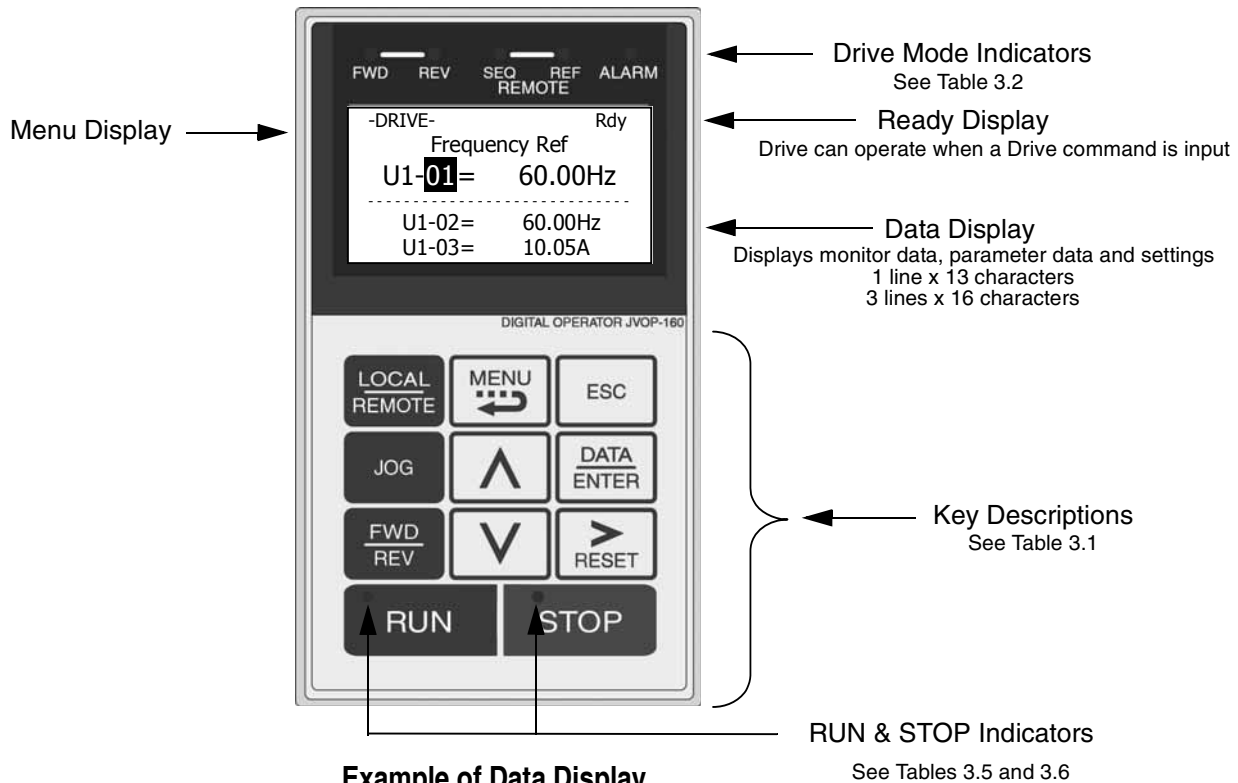 Drive Mode Indicators
See Table 3.2
FWD REV SEQ REF ALARM
REMOTE
Menu Display
-DRIVE- Rdy
Frequency Ref
U1-01= 60.00Hz
U1-02= 60.00Hz
U1-03= 10.05A
Ready Display
Drive can operate when a Drive command is input
Data Display
Displays monitor data, parameter data and settings
1 line x 13 characters
3 lines x 16 characters
DIGITAL OPERATOR JVOP-160
LOCAL
REMOTE
MENU
ESC
JOG
DATA
ENTER
FWD
REV
>
RESET
RUN
STOP
Key Descriptions
See Table 3.1
RUN & STOP Indicators
See Tables 3.5 and 3.6
Example of Data Display